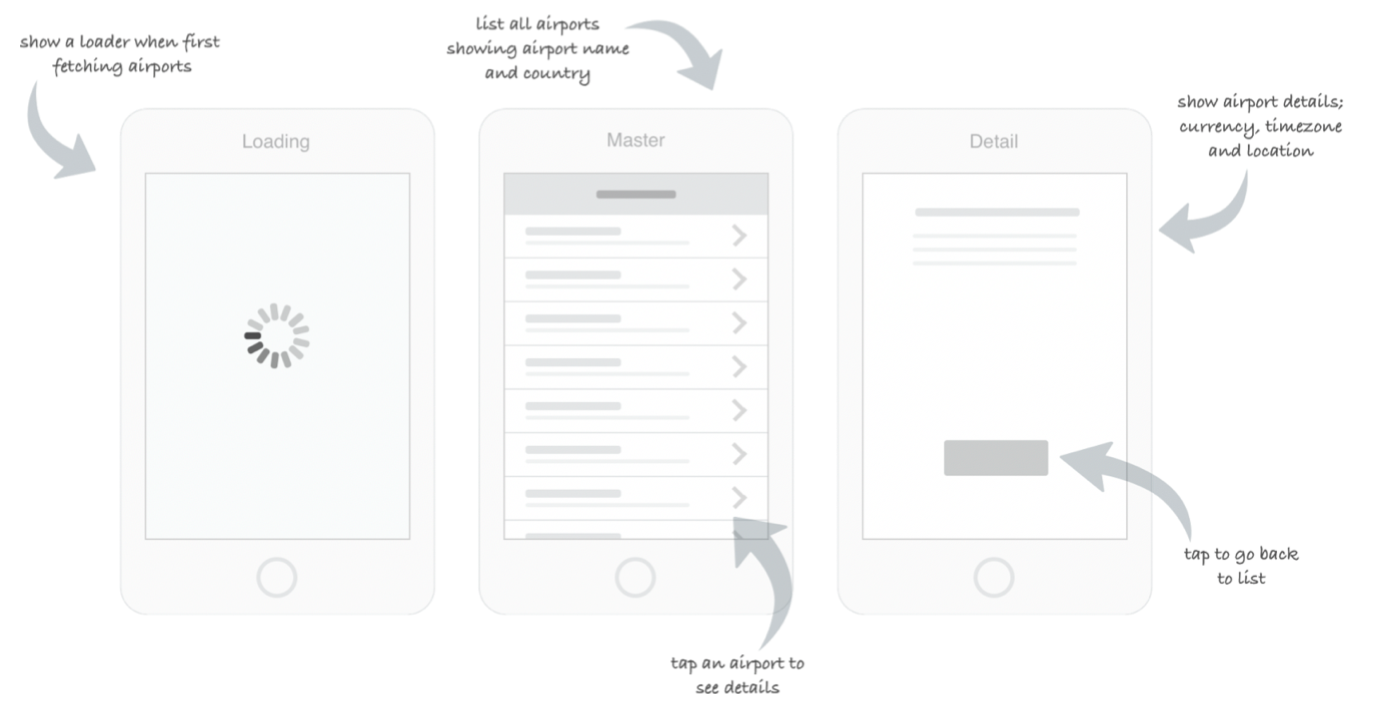 show a loader when first
fetching airports
list all airports
showing airport name
and country
show airport details;
currency, timezone
and location
Loading
Master
Detail
tap to go back
to list
tap an airport to
see details